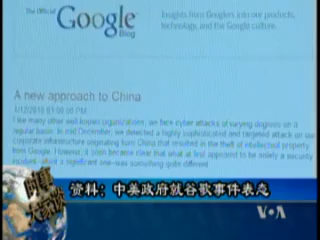 The Official
Google
Blog
Insights from Googlers into our products,
technology, and the Google culture.
A new approach to China
1/12/2010 03:00:00 PM
Like many other well-known organizations, we face cyber attacks of varying degrees on a
regular basis. In mid-December, we detected a highly sophisticated and targeted attack on our
corporate infrastructure originating from China that resulted in the theft of intellectual property
from Google. However, it soon became clear that what at first appeared to be solely a security
incident--albeit a significant one--was something quite different.
时事大家谈
资料：中美政府就谷歌事件表态
VOA